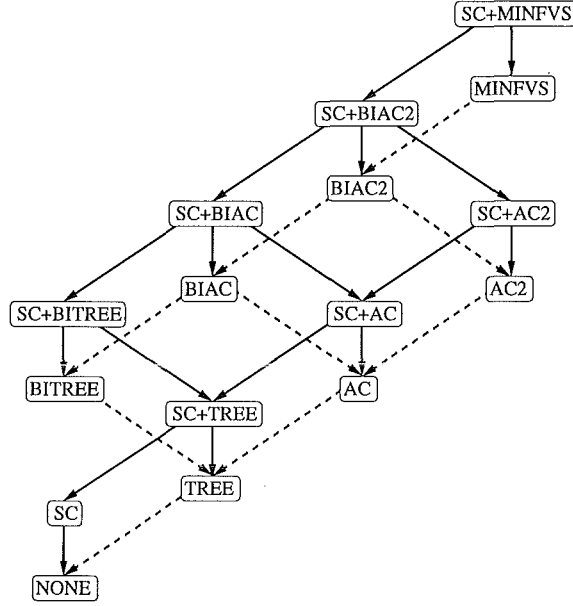 SC+MINFVS
MINFVS
SC+BIAC2
BIAC2
SC+BIAC
SC+AC2
BIAC
AC2
SC+BITREE
SC+AC
BITREE
AC
SC+TREE
TREE
SC
NONE